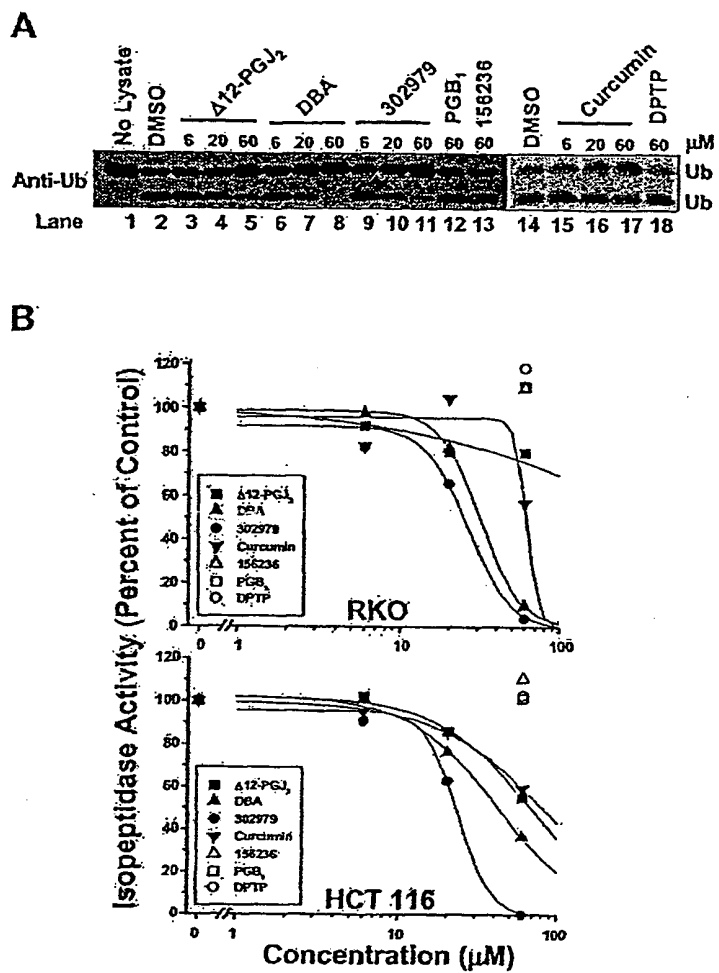 A
No Lysate DMSO Δ12-PGJ2 DBA 302979 PGB1 156236 DMSO Curcumin DPTP
6 20 60 6 20 60 6 20 60 60 60 6 20 60 60 μM
Anti-Ub Ub
Ub
Lane 1 2 3 4 5 6 7 8 9 10 11 12 13 14 15 16 17 18
B
Isopeptidase Activity (Percent of Control)
120
100
80
60
40
20
0
Δ12-PGJ2
DBA
302979
Curcumin
156236
PGB1
DPTP
RKO
0 1 10 100
120
100
80
60
40
20
0
Δ12-PGJ2
DBA
302979
Curcumin
156236
PGB1
DPTP
HCT 116
0 1 10 100
Concentration (μM)